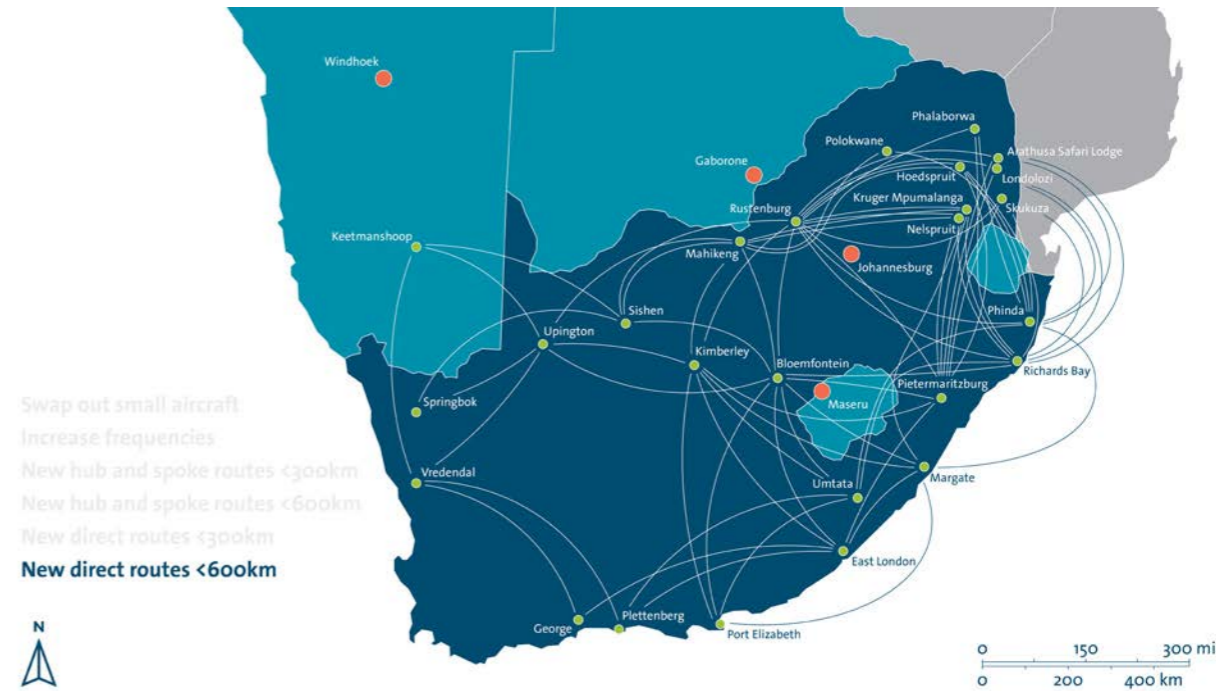 Windhoek
Phalaborwa
Polokwane
Arathusa Safari Lodge
Gaborone
Hoedspruit
Londolozi
Kruger Mpumalanga
Skukuza
Rustenburg
Nelspruit
Keetmanshoop
Mahikeng
Johannesburg
Sishen
Phinda
Upington
Kimberley
Bloemfontein
Richards Bay
Pietermaritzburg
Springbok
Maseru
Swap out small aircraft
Increase frequencies
New hub and spoke routes <300km
New hub and spoke routes <600km
New direct routes <300km
New direct routes <600km
Vredendal
Umtata
Margate
East London
Plettenberg
George
Port Elizabeth
N
0 150 300 mi
0 200 400 km